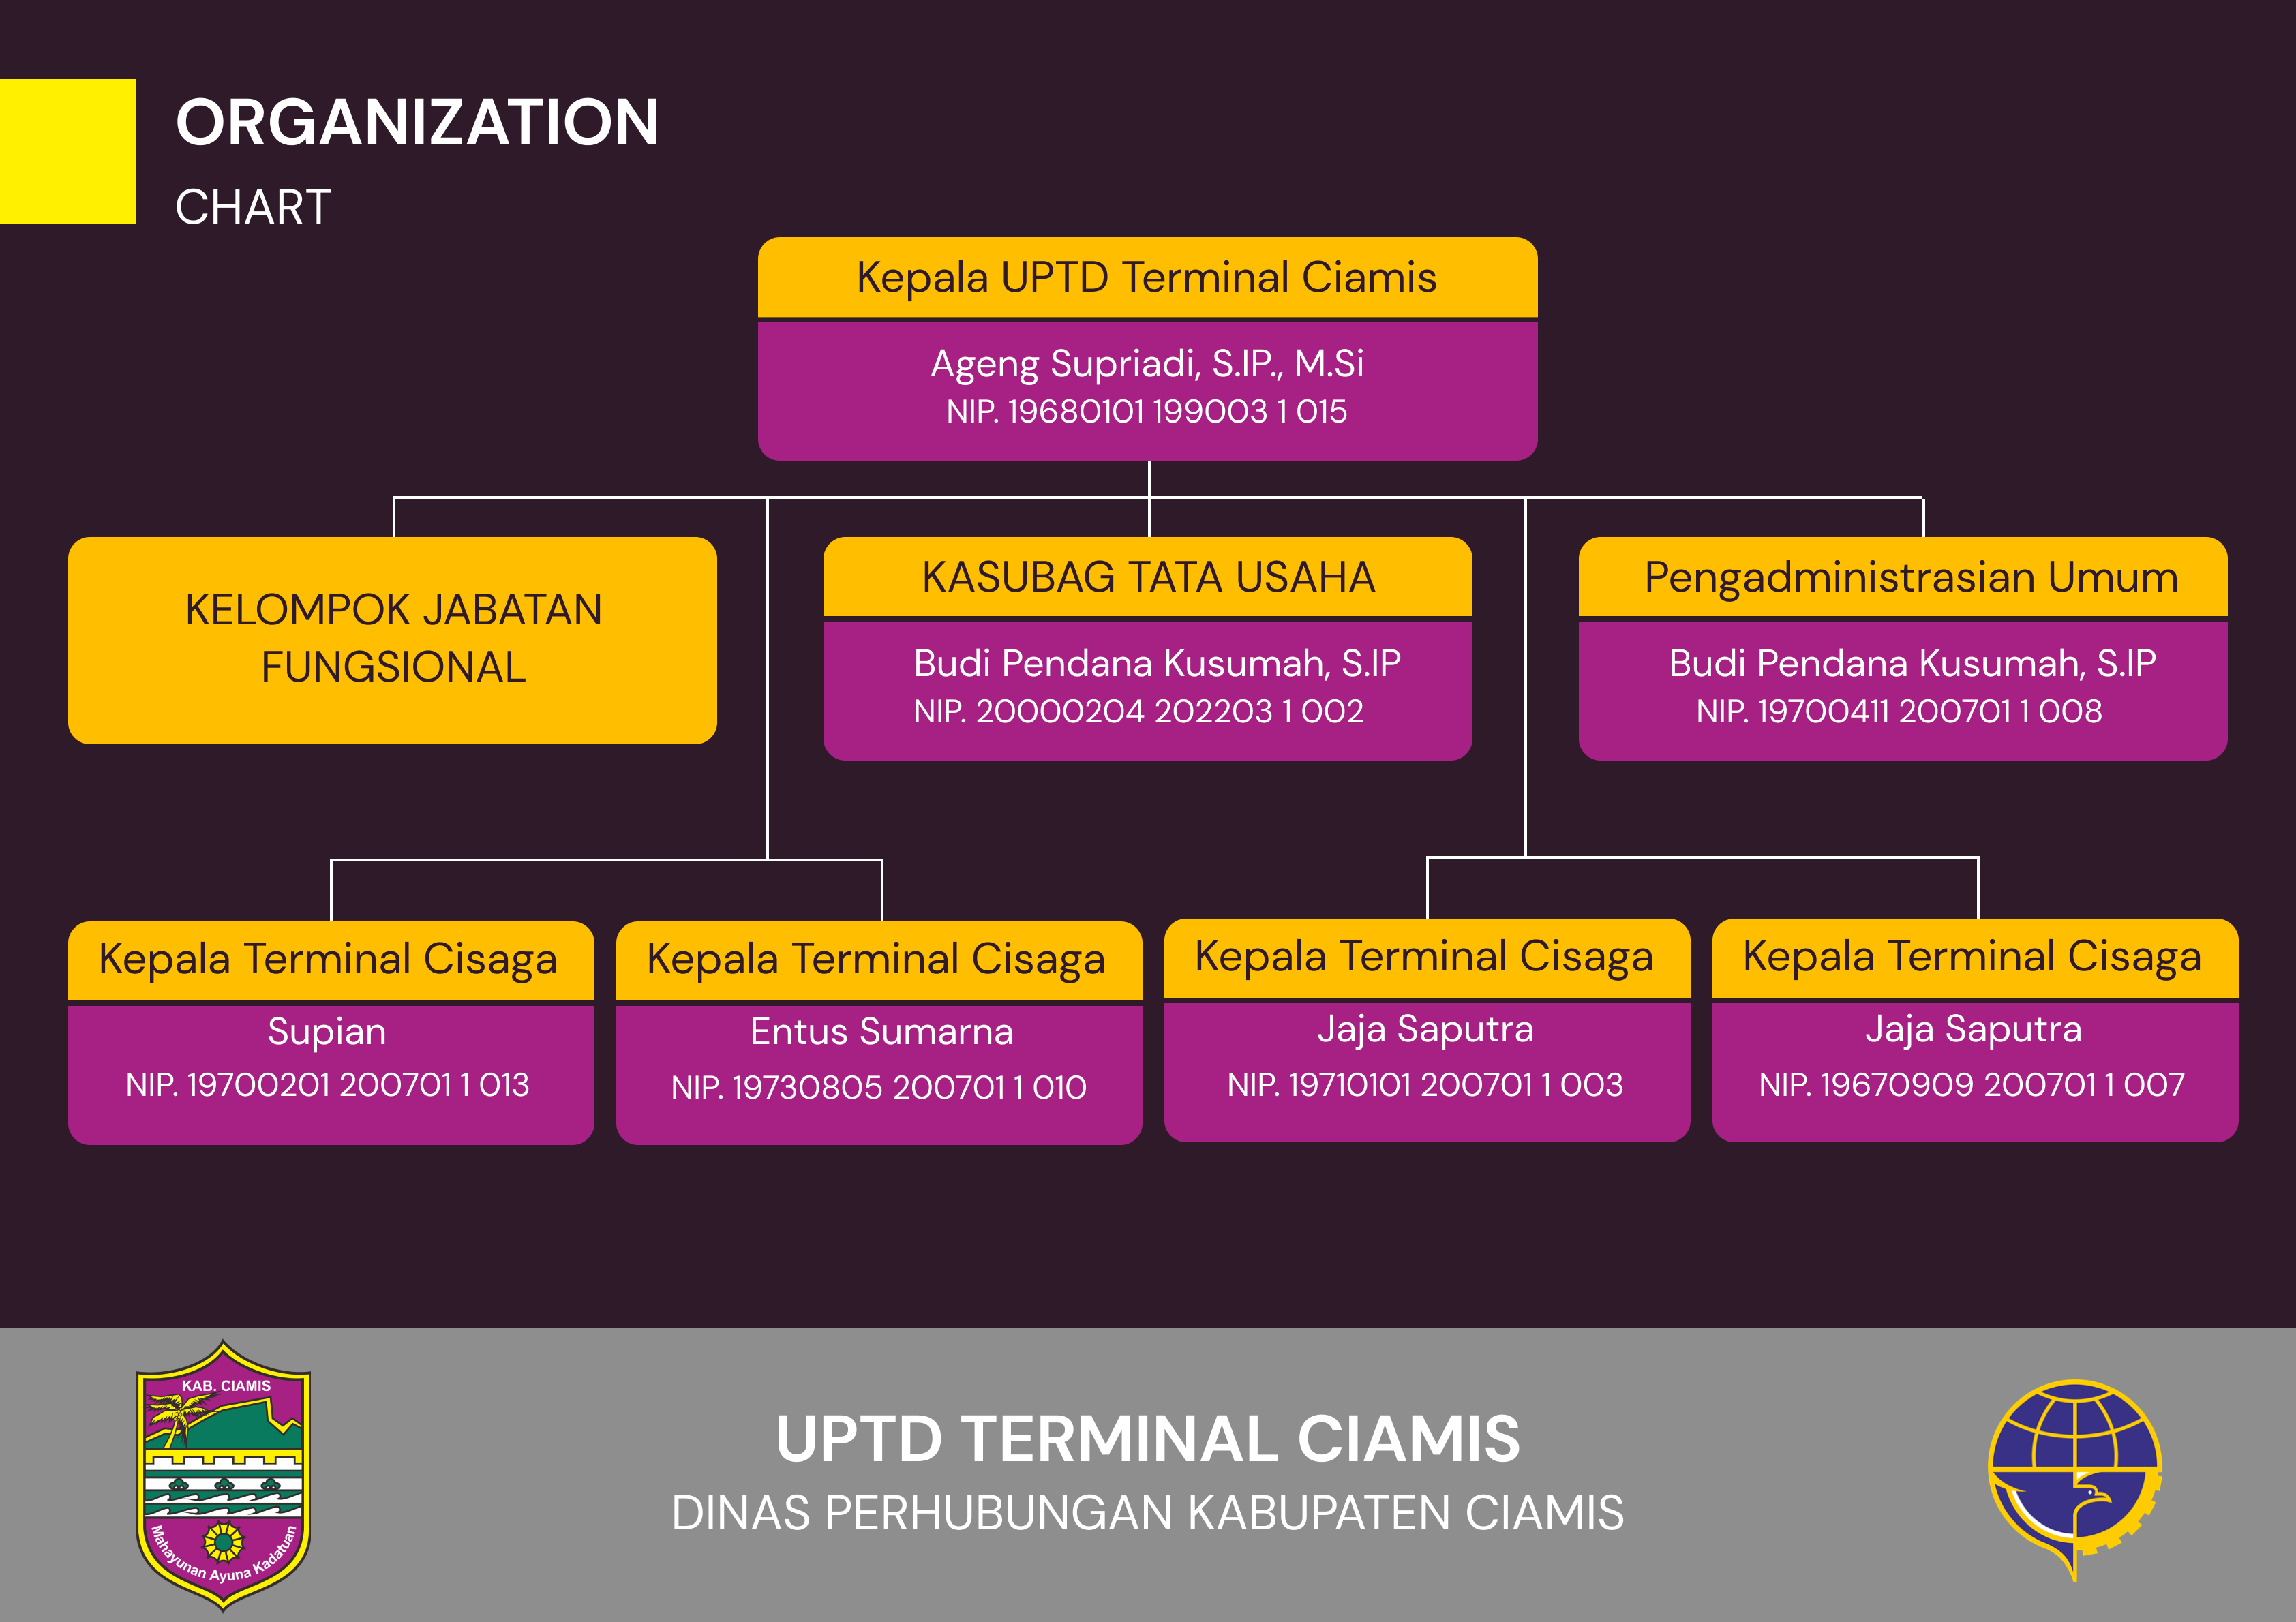 ORGANIZATION
CHART
Kepala UPTD Terminal Ciamis
Ageng Supriadi, S.IP., M.Si
NIP. 19680101 199003 1 015
KELOMPOK JABATAN
FUNGSIONAL
KASUBAG TATA USAHA
Budi Pendana Kusumah, S.IP
NIP. 20000204 202203 1 002
Pengadministrasian Umum
Budi Pendana Kusumah, S.IP
NIP. 19700411 200701 1 008
Kepala Terminal Cisaga
Supian
NIP. 19700201 200701 1 013
Kepala Terminal Cisaga
Entus Sumarna
NIP. 19730805 200701 1 010
Kepala Terminal Cisaga
Jaja Saputra
NIP. 19710101 200701 1 003
Kepala Terminal Cisaga
Jaja Saputra
NIP. 19670909 200701 1 007
KAB. CIAMIS
Mahayunan Ayuna Kadatuan
UPTD TERMINAL CIAMIS
DINAS PERHUBUNGAN KABUPATEN CIAMIS